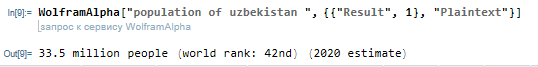 In[9]:= WolframAlpha["population of uzbekistan ", {{"Result", 1}, "Plaintext"}]
запрос к сервису WolframAlpha
Out[9]= 33.5 million people (world rank: 42nd) (2020 estimate)